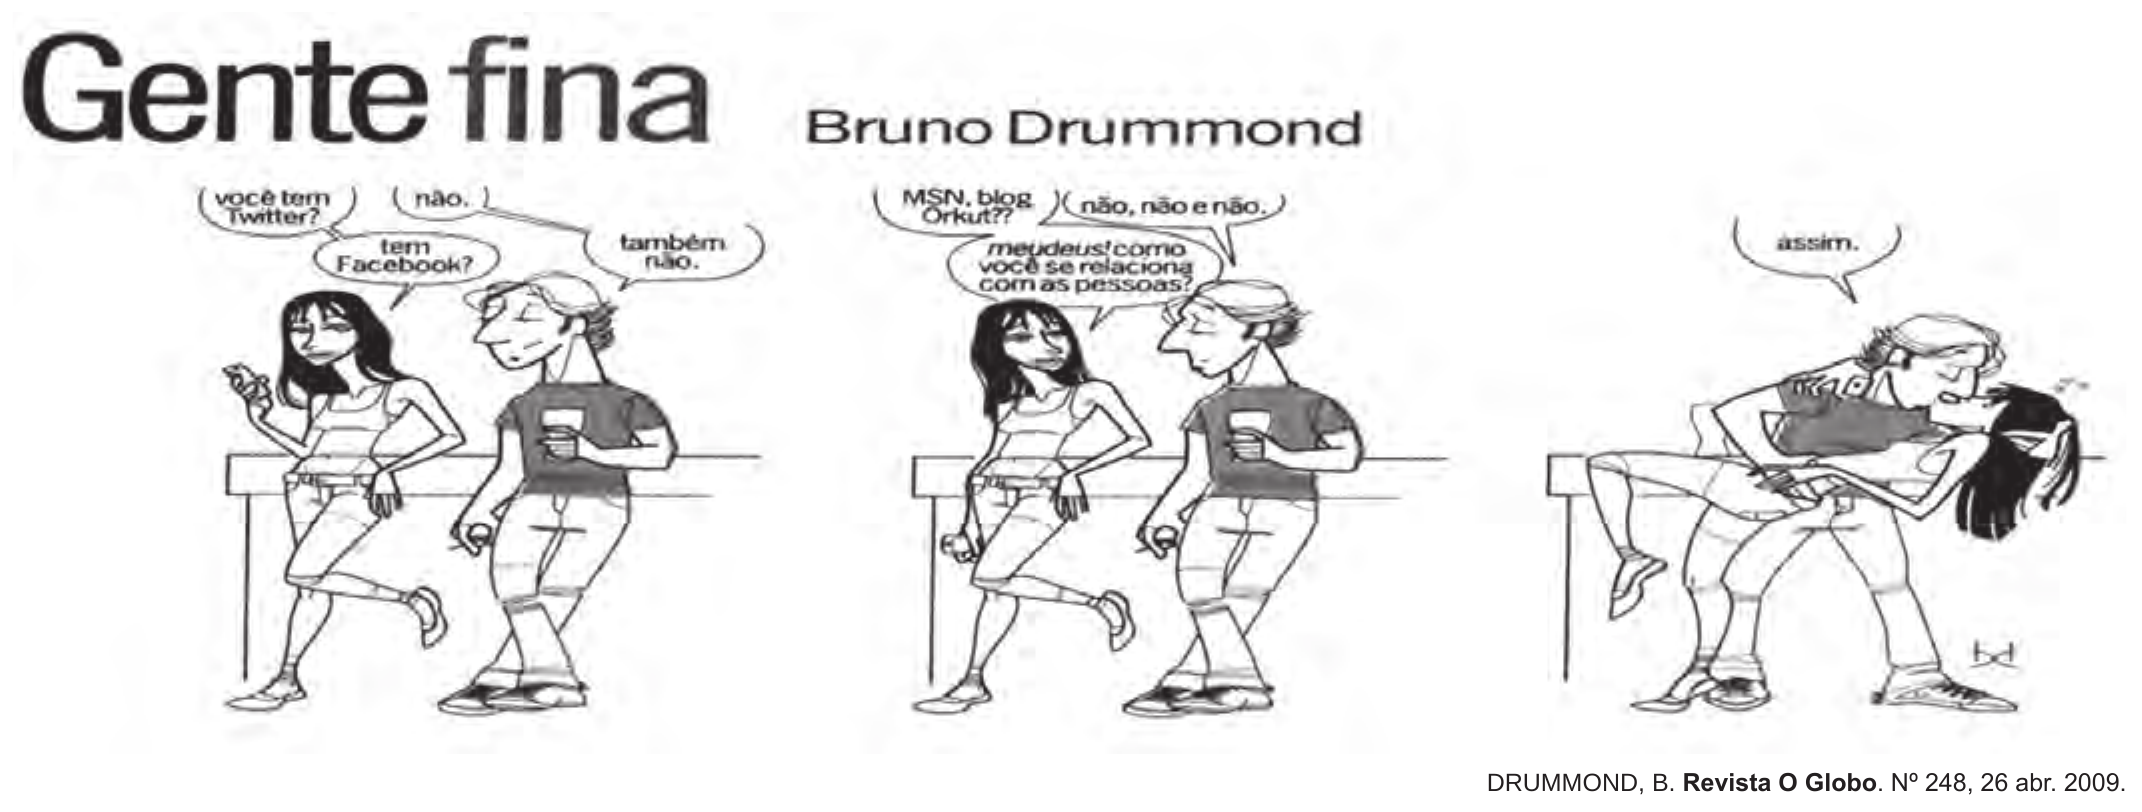 Gente fina
Bruno Drummond
você tem
Twitter?
não.
tem
Facebook?
também
não.
MSN, blog
Orkut??
não, não e não.
meudeus! como
você se relaciona
com as pessoas?
assim.
DRUMMOND, B. Revista O Globo. Nº 248, 26 abr. 2009.